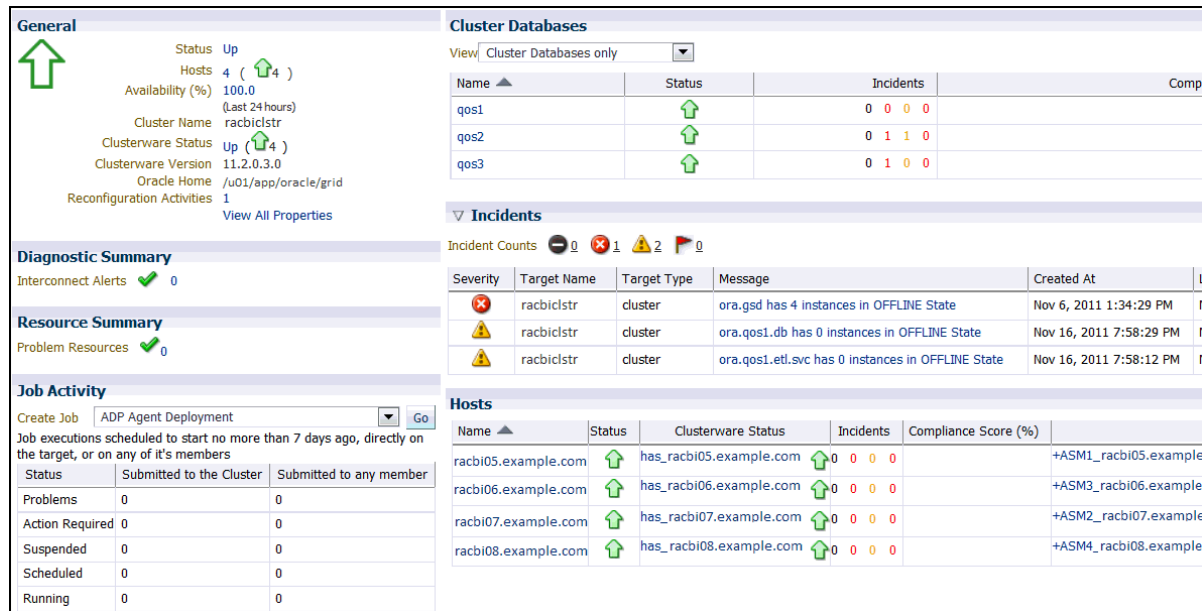 General
Status Up
Hosts 4 ( 4 )
Availability (%) 100.0
(Last 24 hours)
Cluster Name racbiclstr
Clusterware Status Up ( 4 )
Clusterware Version 11.2.0.3.0
Oracle Home /u01/app/oracle/grid
Reconfiguration Activities 1
View All Properties
Diagnostic Summary
Interconnect Alerts 0
Resource Summary
Problem Resources 0
Job Activity
Create Job ADP Agent Deployment Go
Job executions scheduled to start no more than 7 days ago, directly on
the target, or on any of it's members
Status Submitted to the Cluster Submitted to any member
Problems 0 0
Action Required 0 0
Suspended 0 0
Scheduled 0 0
Running 0 0
Cluster Databases
View Cluster Databases only
Name Status Incidents Comp
qos1 0 0 0 0
qos2 0 1 1 0
qos3 0 1 0 0
Incidents
Incident Counts 0 1 2 0
Severity Target Name Target Type Message Created At L
racbiclstr cluster ora.gsd has 4 instances in OFFLINE State Nov 6, 2011 1:34:29 PM
racbiclstr cluster ora.qos1.db has 0 instances in OFFLINE State Nov 16, 2011 7:58:29 PM
racbiclstr cluster ora.qos1.etl.svc has 0 instances in OFFLINE State Nov 16, 2011 7:58:12 PM
Hosts
Name Status Clusterware Status Incidents Compliance Score (%)
racbi05.example.com has_racbi05.example.com 0 0 0 0 +ASM1_racbi05.example
racbi06.example.com has_racbi06.example.com 0 0 0 0 +ASM3_racbi06.example
racbi07.example.com has_racbi07.example.com 0 0 0 0 +ASM2_racbi07.example
racbi08.example.com has_racbi08.example.com 0 0 0 0 +ASM4_racbi08.example